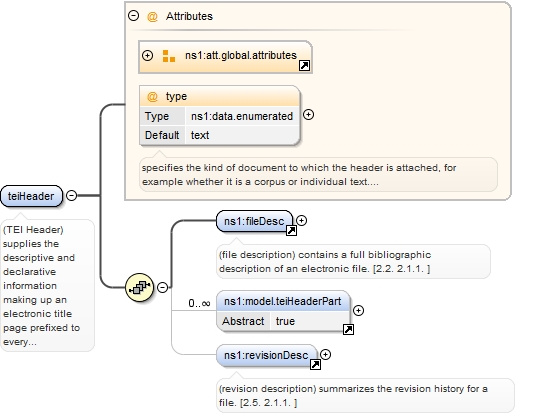 @ Attributes
ns1:att.global.attributes
@ type
Type ns1:data.enumerated
Default text
specifies the kind of document to which the header is attached, for
example whether it is a corpus or individual text....
teiHeader
(TEI Header)
supplies the
descriptive and
declarative
information
making up an
electronic title
page prefixed to
every...
ns1:fileDesc
(file description) contains a full bibliographic
description of an electronic file. [2.2. 2.1.1. ]
0..∞
ns1:model.teiHeaderPart
Abstract true
ns1:revisionDesc
(revision description) summarizes the revision history for a
file. [2.5. 2.1.1. ]